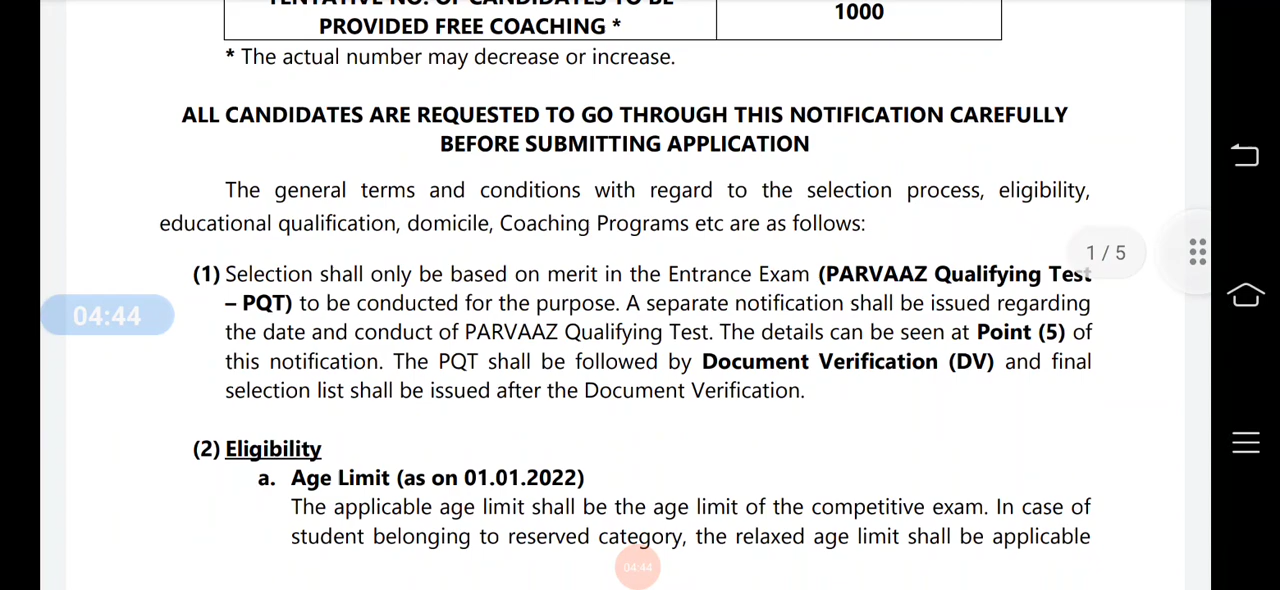 TENTATIVE NO. OF CANDIDATES TO BE
PROVIDED FREE COACHING *
1000
* The actual number may decrease or increase.
ALL CANDIDATES ARE REQUESTED TO GO THROUGH THIS NOTIFICATION CAREFULLY
BEFORE SUBMITTING APPLICATION
The general terms and conditions with regard to the selection process, eligibility,
educational qualification, domicile, Coaching Programs etc are as follows:
1 / 5
(1) Selection shall only be based on merit in the Entrance Exam (PARVAAZ Qualifying Test
– PQT) to be conducted for the purpose. A separate notification shall be issued regarding
04:44
the date and conduct of PARVAAZ Qualifying Test. The details can be seen at Point (5) of
this notification. The PQT shall be followed by Document Verification (DV) and final
selection list shall be issued after the Document Verification.
(2) Eligibility
a. Age Limit (as on 01.01.2022)
The applicable age limit shall be the age limit of the competitive exam. In case of
student belonging to reserved category, the relaxed age limit shall be applicable
04:44